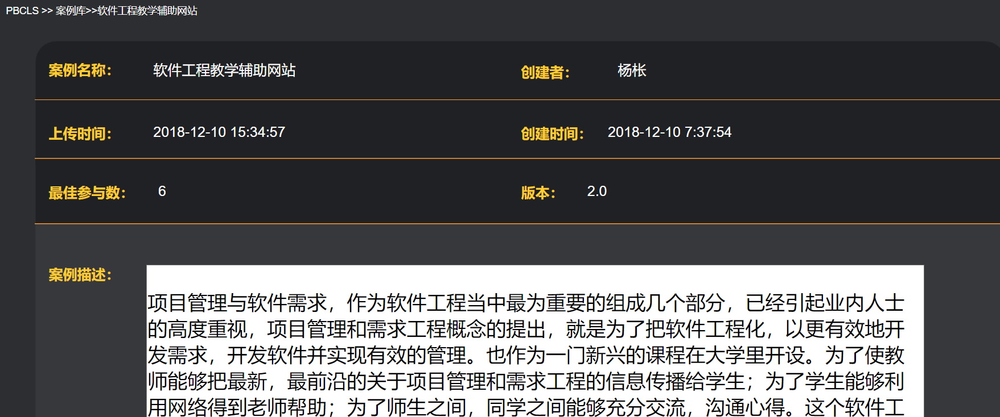 PBCLS >> 案例库>>软件工程教学辅助网站
案例名称： 软件工程教学辅助网站 创建者： 杨枨
上传时间： 2018-12-10 15:34:57 创建时间： 2018-12-10 7:37:54
最佳参与数： 6 版本： 2.0
案例描述：
项目管理与软件需求，作为软件工程当中最为重要的组成几个部分，已经引起业内人士
的高度重视，项目管理和需求工程概念的提出，就是为了把软件工程化，以更有效地开
发需求，开发软件并实现有效的管理。也作为一门新兴的课程在大学里开设。为了使教
师能够把最新，最前沿的关于项目管理和需求工程的信息传播给学生；为了学生能够利
用网络得到老师帮助；为了师生之间，同学之间能够充分交流，沟通心得。这个软件工